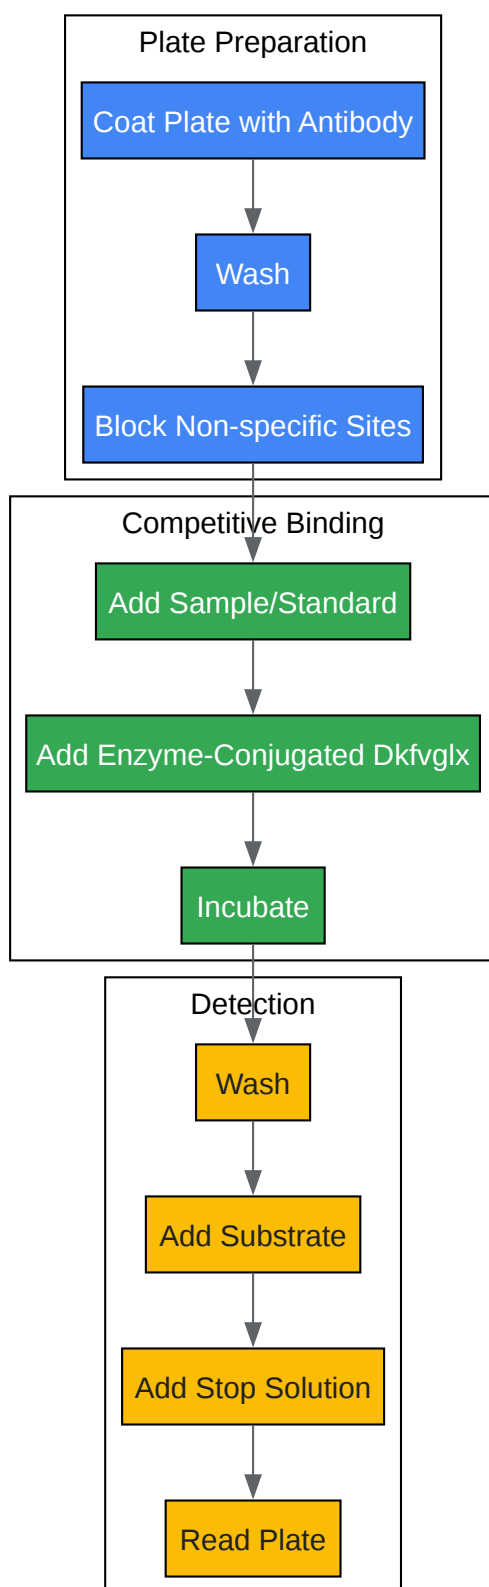 Plate Preparation
Coat Plate with Antibody
Wash
Block Non-specific Sites
Competitive Binding
Add Sample/Standard
Add Enzyme-Conjugated Dkfvglx
Incubate
Detection
Wash
Add Substrate
Add Stop Solution
Read Plate